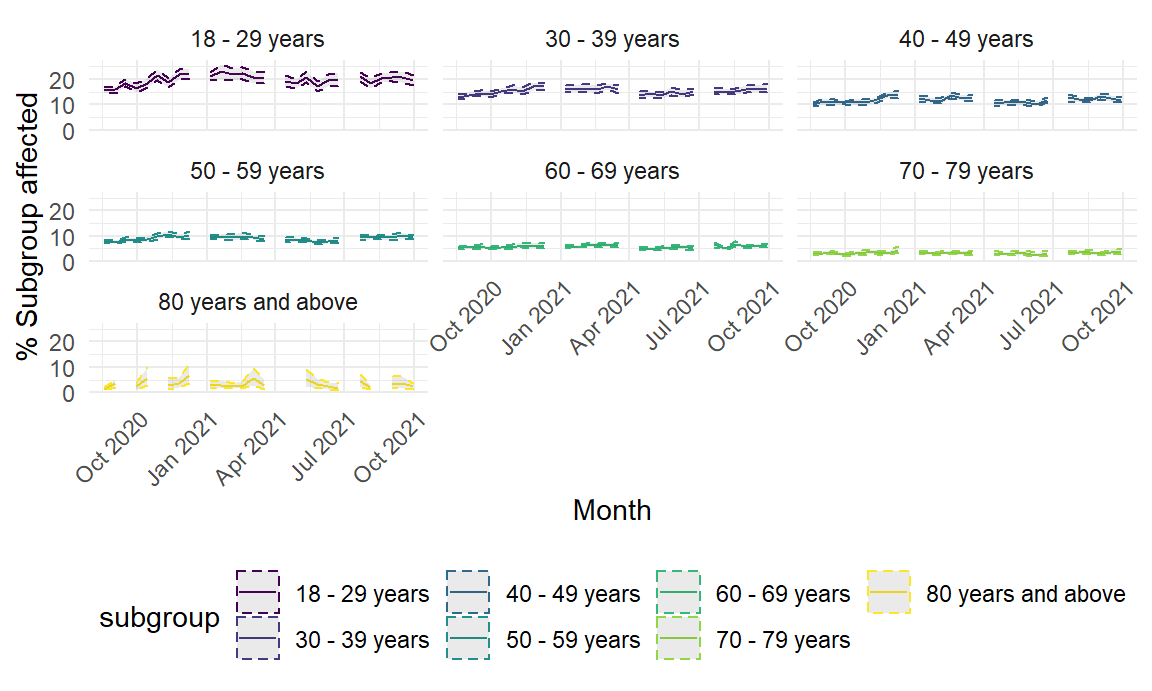 18 - 29 years
30 - 39 years
40 - 49 years
20
10
0
50 - 59 years
60 - 69 years
70 - 79 years
20
10
0
80 years and above
20
10
0
% Subgroup affected
Oct 2020 Jan 2021 Apr 2021 Jul 2021 Oct 2021
Oct 2020 Jan 2021 Apr 2021 Jul 2021 Oct 2021
Oct 2020 Jan 2021 Apr 2021 Jul 2021 Oct 2021
Month
subgroup
18 - 29 years
40 - 49 years
60 - 69 years
80 years and above
30 - 39 years
50 - 59 years
70 - 79 years